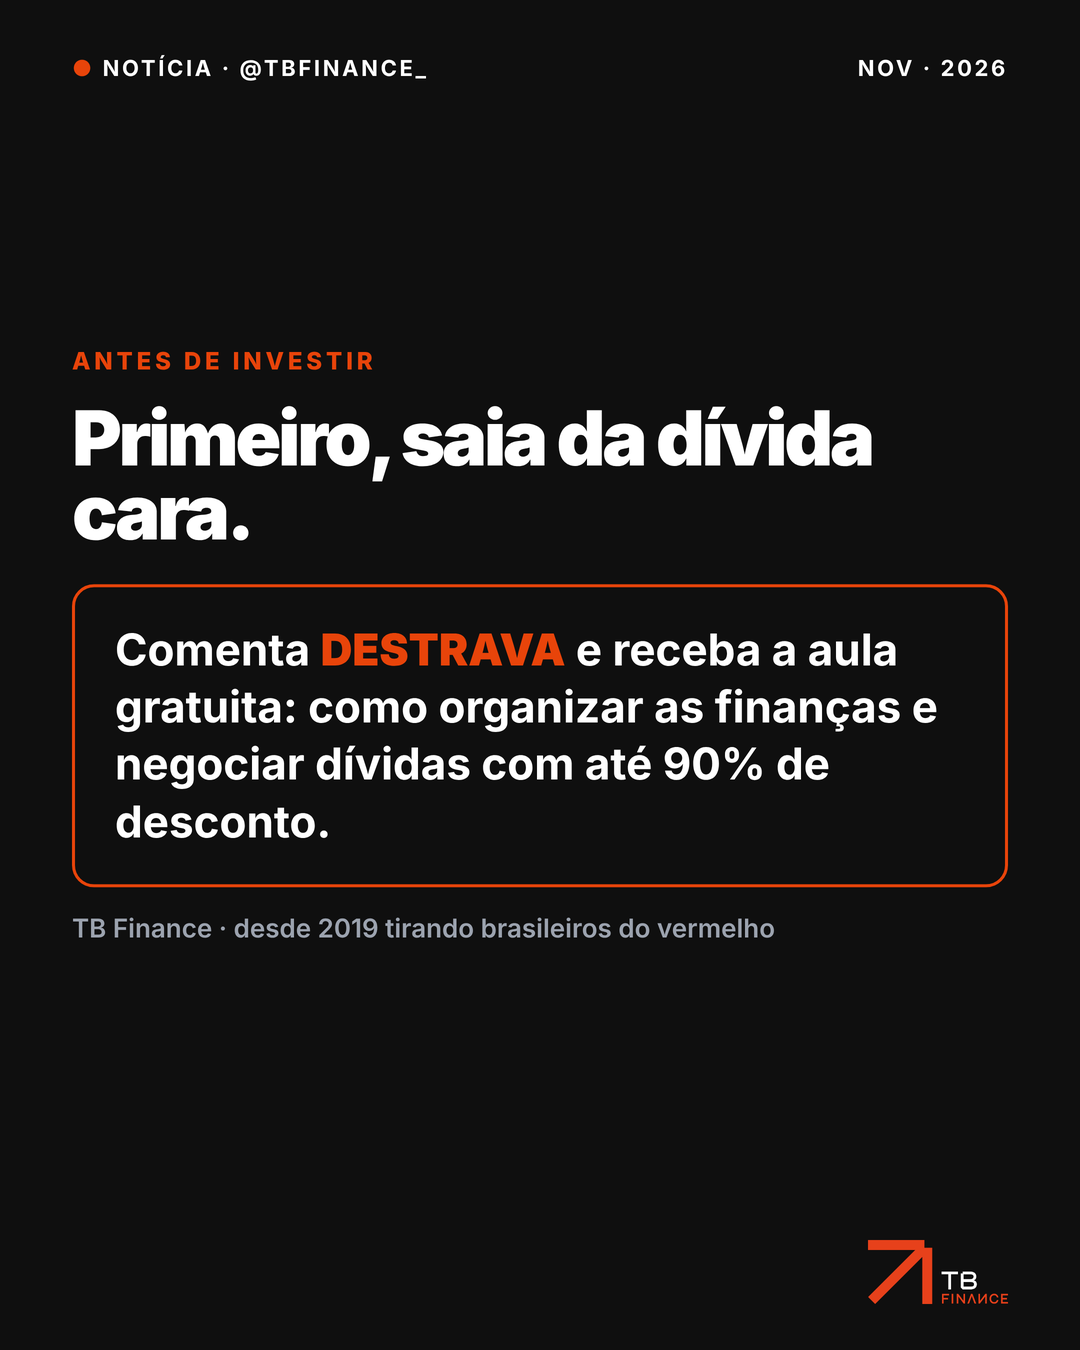 NOTÍCIA · @TBFINANCE_
NOV · 2026
ANTES DE INVESTIR
Primeiro, saia da dívida
cara.
Comenta DESTRAVA e receba a aula
gratuita: como organizar as finanças e
negociar dívidas com até 90% de
desconto.
TB Finance · desde 2019 tirando brasileiros do vermelho
TB
FINANCE